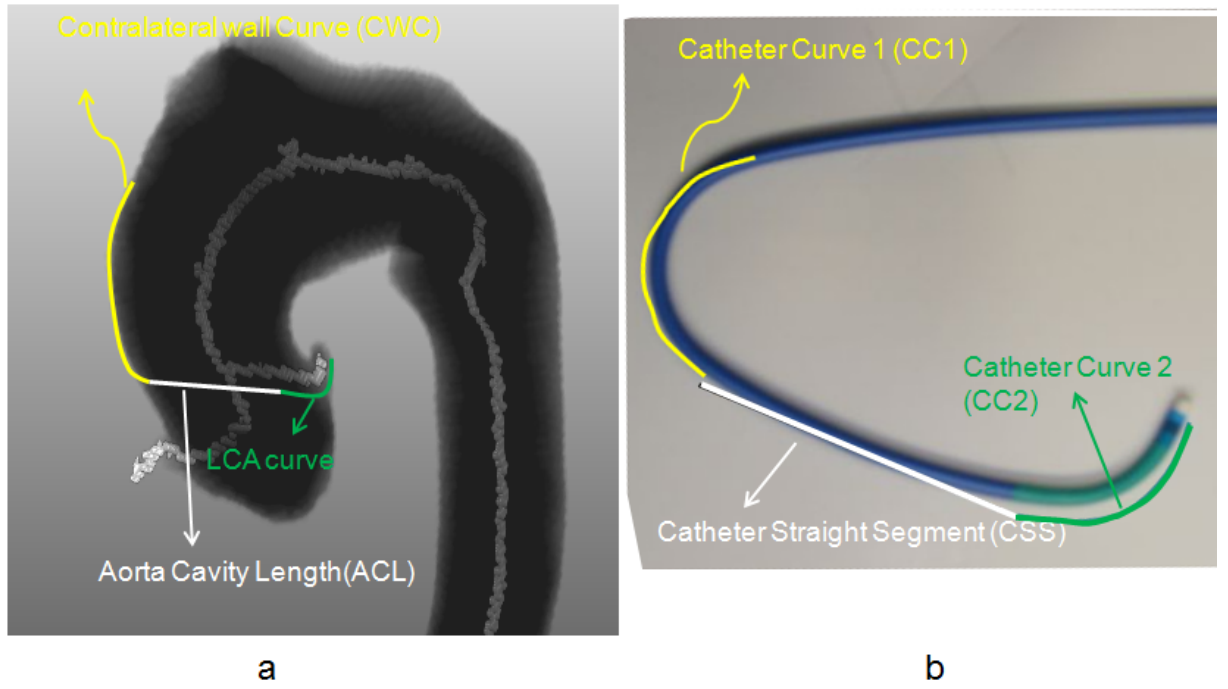 Contralateral wall Curve (CWC)
LCA curve
Aorta Cavity Length(ACL)
a
Catheter Curve 1 (CC1)
Catheter Curve 2
(CC2)
Catheter Straight Segment (CSS)
b